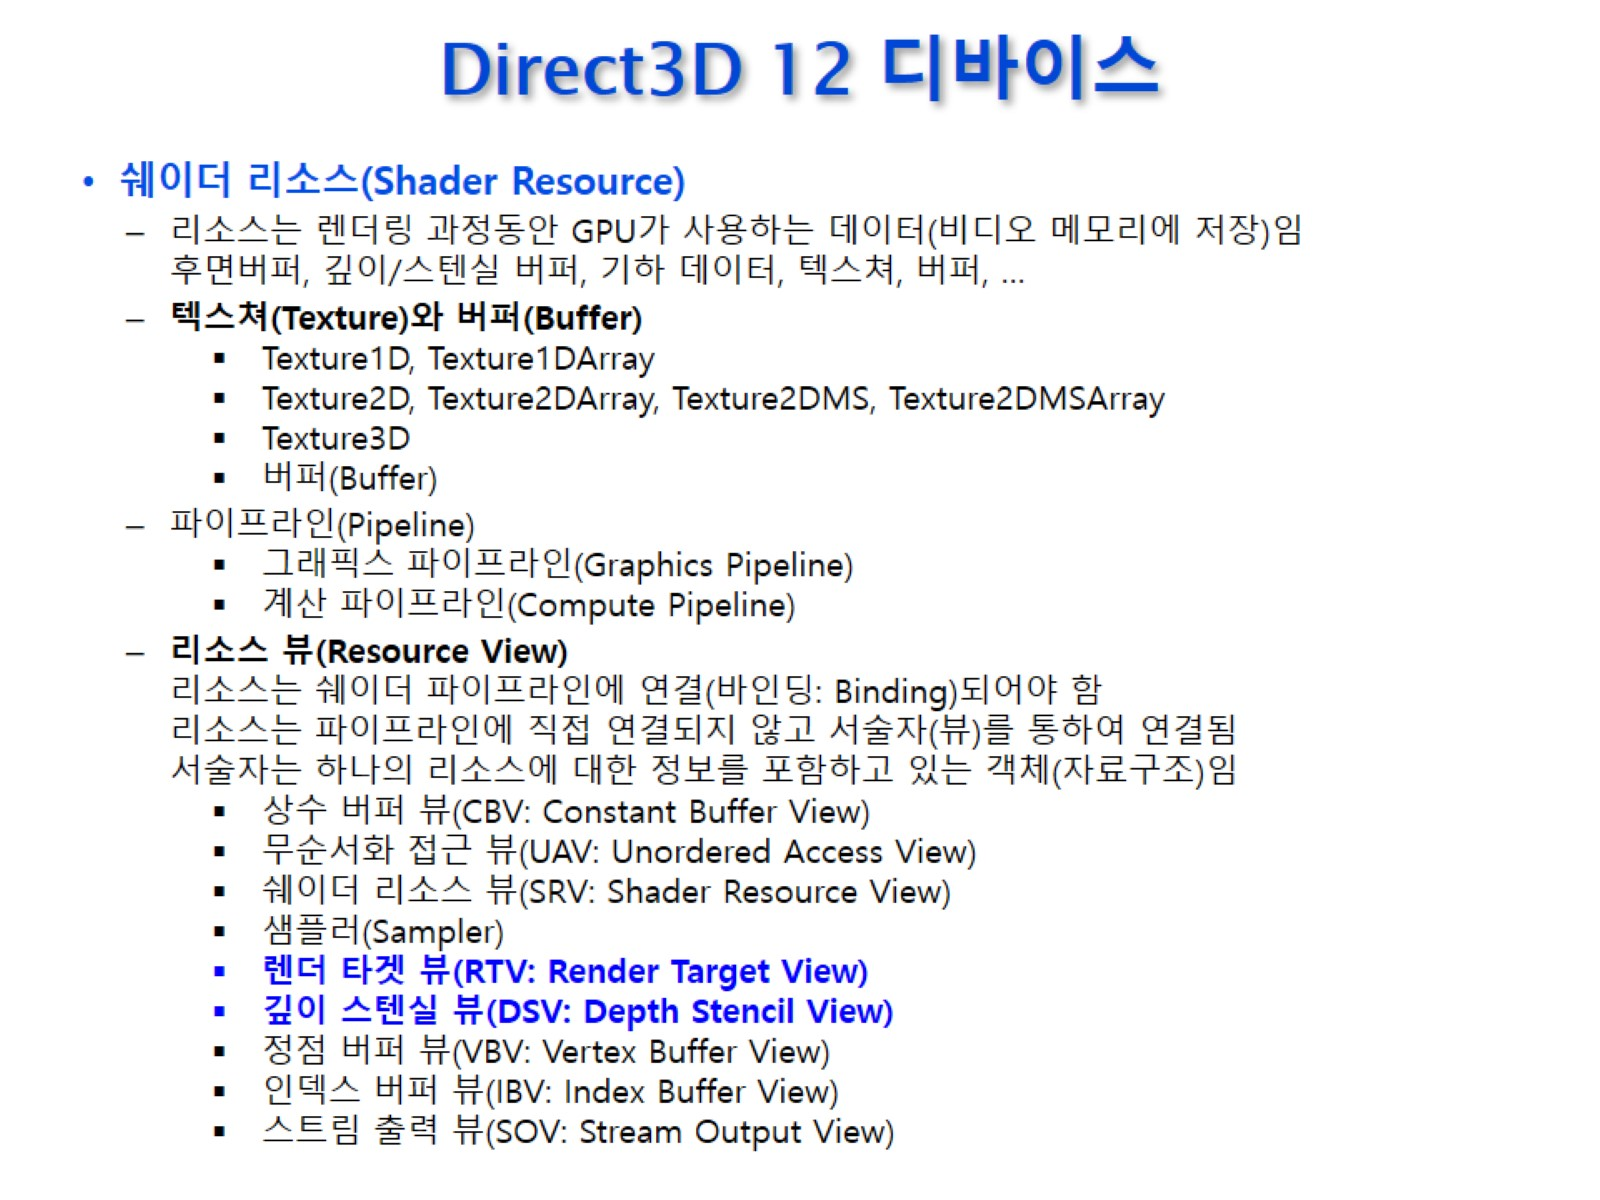 Direct3D 12 디바이스
• 쉐이더 리소스(Shader Resource)
– 리소스는 렌더링 과정동안 GPU가 사용하는 데이터(비디오 메모리에 저장)임
후면버퍼, 깊이/스텐실 버퍼, 기하 데이터, 텍스쳐, 버퍼, ...
– 텍스쳐(Texture)와 버퍼(Buffer)
▪ Texture1D, Texture1DArray
▪ Texture2D, Texture2DArray, Texture2DMS, Texture2DMSArray
▪ Texture3D
▪ 버퍼(Buffer)
– 파이프라인(Pipeline)
▪ 그래픽스 파이프라인(Graphics Pipeline)
▪ 계산 파이프라인(Compute Pipeline)
– 리소스 뷰(Resource View)
리소스는 쉐이더 파이프라인에 연결(바인딩: Binding)되어야 함
리소스는 파이프라인에 직접 연결되지 않고 서술자(뷰)를 통하여 연결됨
서술자는 하나의 리소스에 대한 정보를 포함하고 있는 객체(자료구조)임
▪ 상수 버퍼 뷰(CBV: Constant Buffer View)
▪ 무순서화 접근 뷰(UAV: Unordered Access View)
▪ 쉐이더 리소스 뷰(SRV: Shader Resource View)
▪ 샘플러(Sampler)
▪ 렌더 타겟 뷰(RTV: Render Target View)
▪ 깊이 스텐실 뷰(DSV: Depth Stencil View)
▪ 정점 버퍼 뷰(VBV: Vertex Buffer View)
▪ 인덱스 버퍼 뷰(IBV: Index Buffer View)
▪ 스트림 출력 뷰(SOV: Stream Output View)